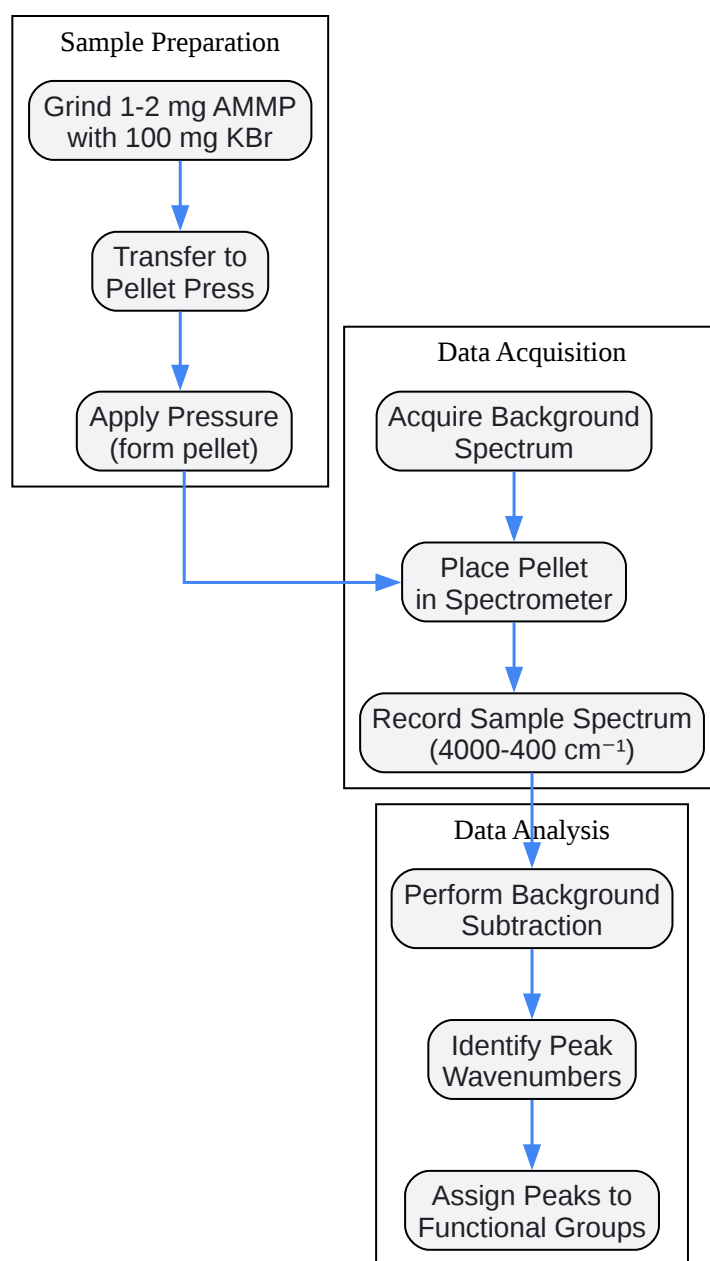 Sample Preparation
Grind 1-2 mg AMMP
with 100 mg KBr
Transfer to
Pellet Press
Apply Pressure
(form pellet)
Data Acquisition
Acquire Background
Spectrum
Place Pellet
in Spectrometer
Record Sample Spectrum
(4000-400 cm⁻¹)
Data Analysis
Perform Background
Subtraction
Identify Peak
Wavenumbers
Assign Peaks to
Functional Groups